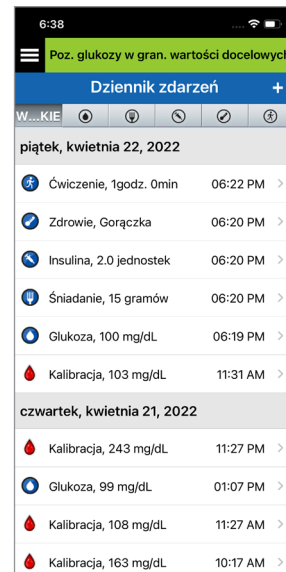 6:38
Poz. glukozy w gran. wartości docelowych
Dziennik zdarzeń +
W...KIE
piątek, kwietnia 22, 2022
Ćwiczenie, 1godz. 0min 06:22 PM
Zdrowie, Gorączka 06:20 PM
Insulina, 2.0 jednostek 06:20 PM
Śniadanie, 15 gramów 06:20 PM
Glukoza, 100 mg/dL 06:19 PM
Kalibracja, 103 mg/dL 11:31 AM
czwartek, kwietnia 21, 2022
Kalibracja, 243 mg/dL 11:27 PM
Glukoza, 99 mg/dL 01:07 PM
Kalibracja, 108 mg/dL 11:27 AM
Kalibracja, 163 mg/dL 10:17 AM